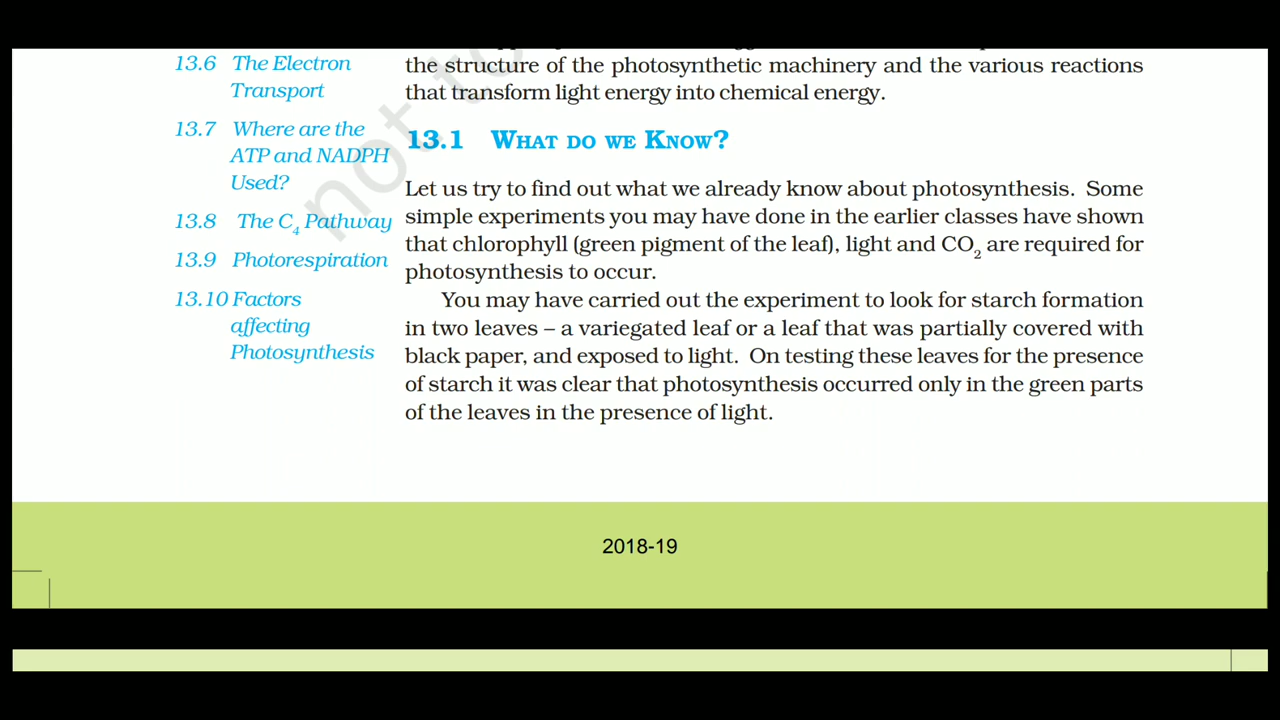 13.6 The Electron
Transport
13.7 Where are the
ATP and NADPH
Used?
13.8 The C4 Pathway
13.9 Photorespiration
13.10 Factors
affecting
Photosynthesis
the structure of the photosynthetic machinery and the various reactions
that transform light energy into chemical energy.
13.1 WHAT DO WE KNOW?
Let us try to find out what we already know about photosynthesis. Some
simple experiments you may have done in the earlier classes have shown
that chlorophyll (green pigment of the leaf), light and CO2 are required for
photosynthesis to occur.
You may have carried out the experiment to look for starch formation
in two leaves – a variegated leaf or a leaf that was partially covered with
black paper, and exposed to light. On testing these leaves for the presence
of starch it was clear that photosynthesis occurred only in the green parts
of the leaves in the presence of light.
not to
2018-19